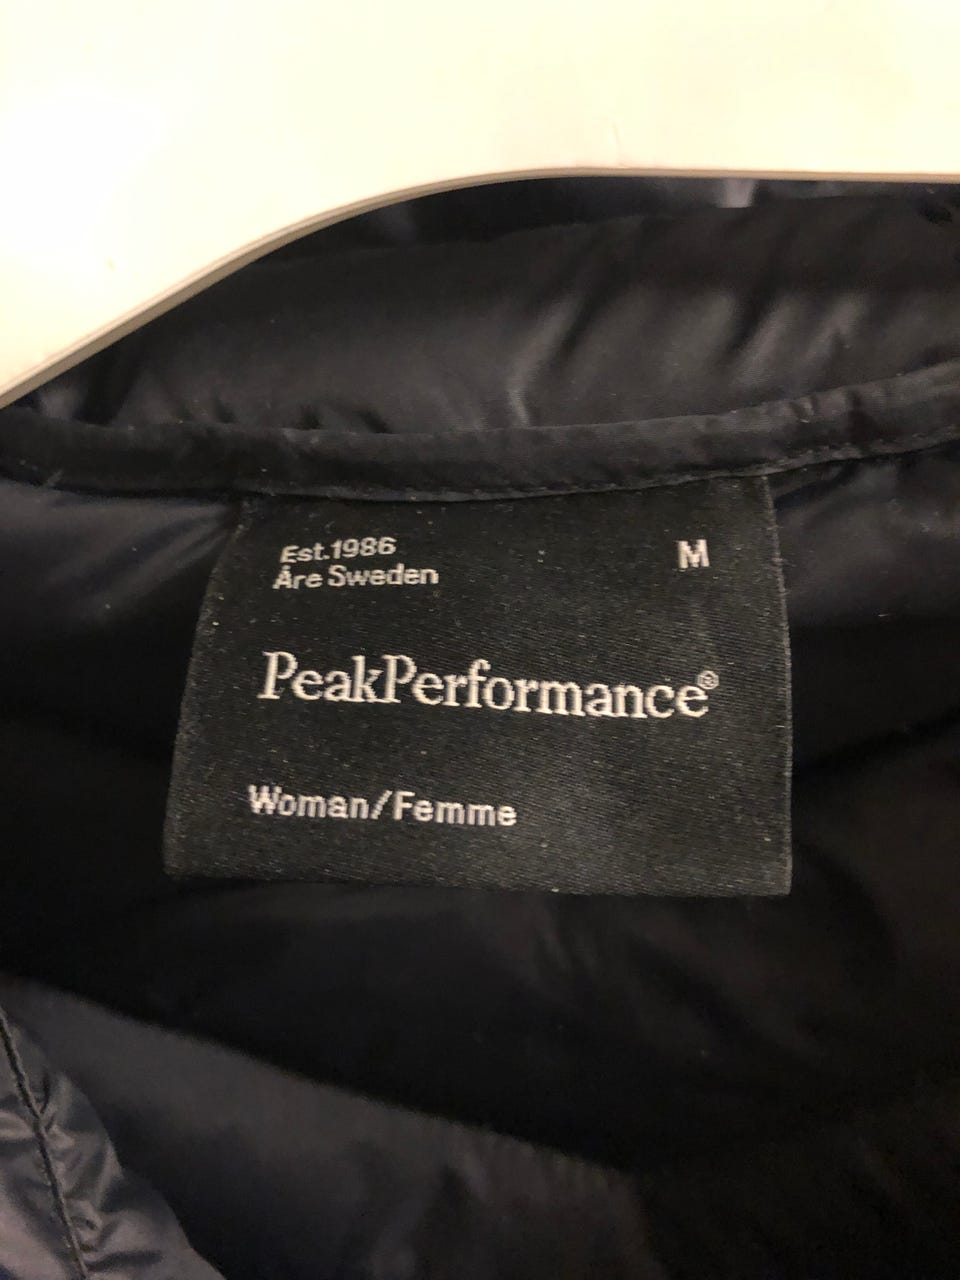 Est.1986
Åre Sweden
M
PeakPerformance®
Woman/Femme